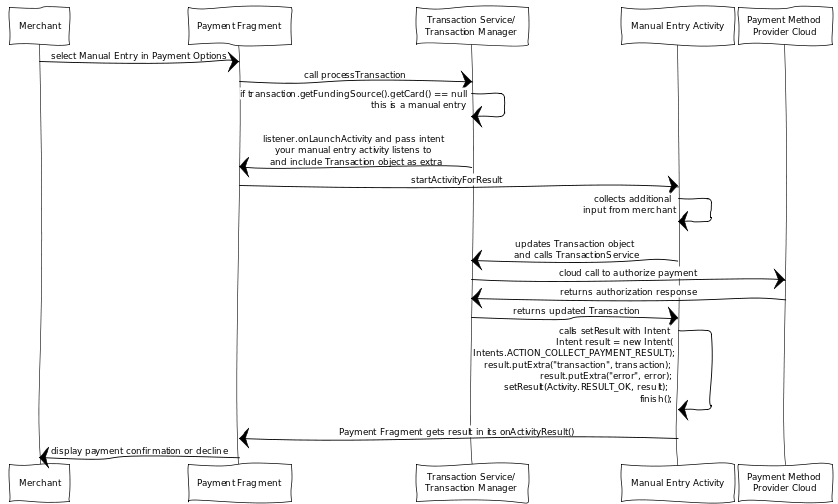 Merchant
Payment Fragment
Transaction Service/
Transaction Manager
Manual Entry Activity
Payment Method
Provider Cloud
select Manual Entry in Payment Options
call processTransaction
if transaction.getFundingSource().getCard() == null
this is a manual entry
listener.onLaunchActivity and pass intent
your manual entry activity listens to
and include Transaction object as extra
startActivityForResult
collects additional
input from merchant
updates Transaction object
and calls TransactionService
cloud call to authorize payment
returns authorization response
returns updated Transaction
calls setResult with Intent
Intent result = new Intent(
Intents.ACTION_COLLECT_PAYMENT_RESULT);
result.putExtra("transaction", transaction);
result.putExtra("error", error);
setResult(Activity.RESULT_OK, result);
finish();
Payment Fragment gets result in its onActivityResult()
display payment confirmation or decline
Merchant
Payment Fragment
Transaction Service/
Transaction Manager
Manual Entry Activity
Payment Method
Provider Cloud